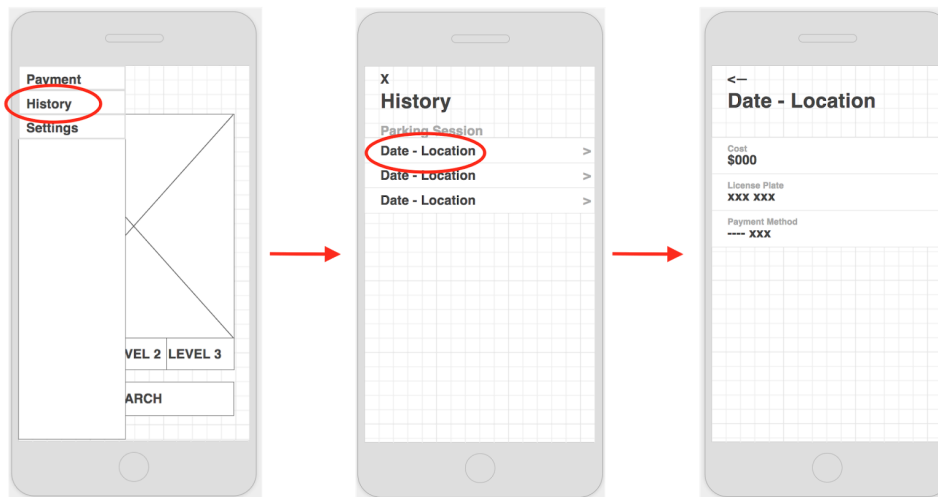 Payment
History
Settings
VEL 2 LEVEL 3
ARCH
X
History
Parking Session
Date - Location >
Date - Location >
Date - Location >
<—
Date - Location
Cost
$000
License Plate
xxx xxx
Payment Method
---- xxx